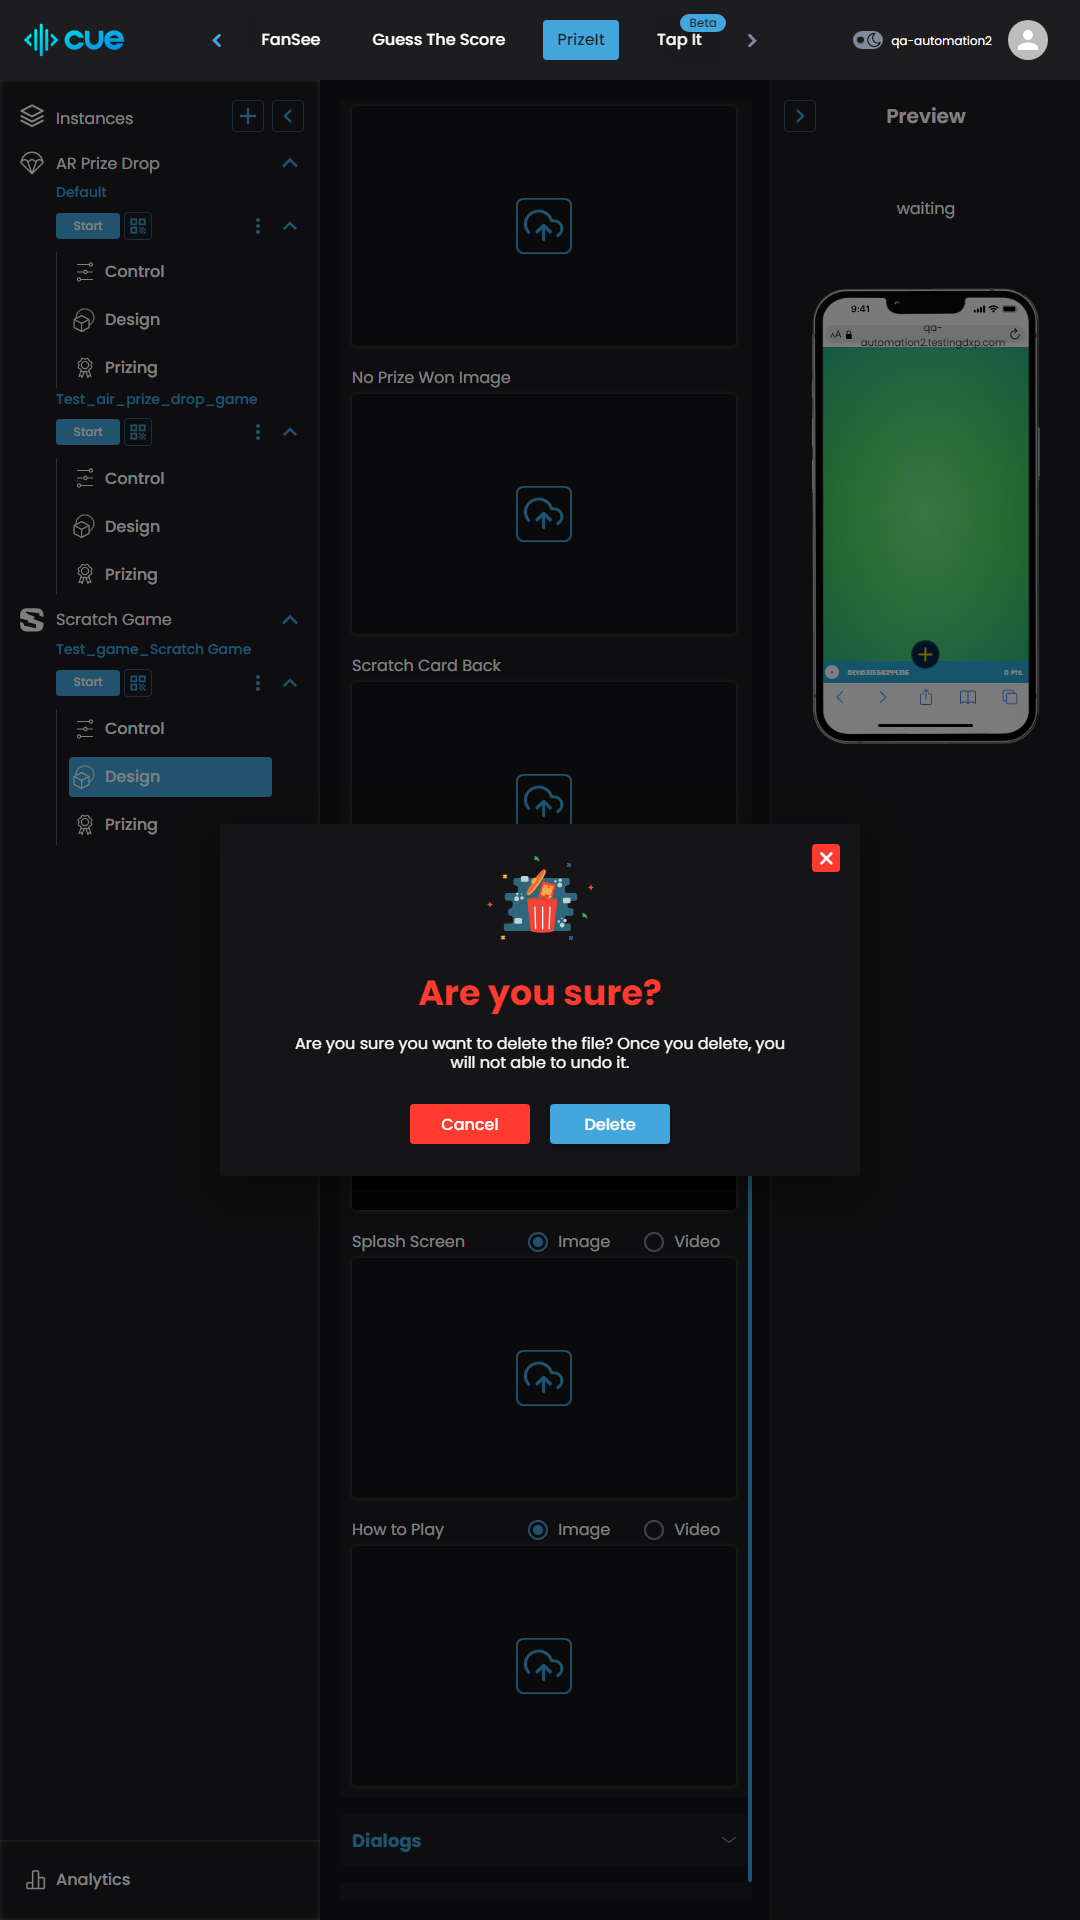 cue
FanSee
Guess The Score
PrizeIt
Beta
Tap It
qa-automation2
Instances
AR Prize Drop
Default
Start
Control
Design
Prizing
Test_air_prize_drop_game
Start
Control
Design
Prizing
Scratch Game
Test_game_Scratch Game
Start
Control
Design
Prizing
Analytics
No Prize Won Image
Scratch Card Back
Are you sure?
Are you sure you want to delete the file? Once you delete, you
will not able to undo it.
Cancel
Delete
Splash Screen
Image
Video
How to Play
Image
Video
Dialogs
Preview
waiting
9:41
AA
qa-
automation2.testingdxp.com
0 PTS.